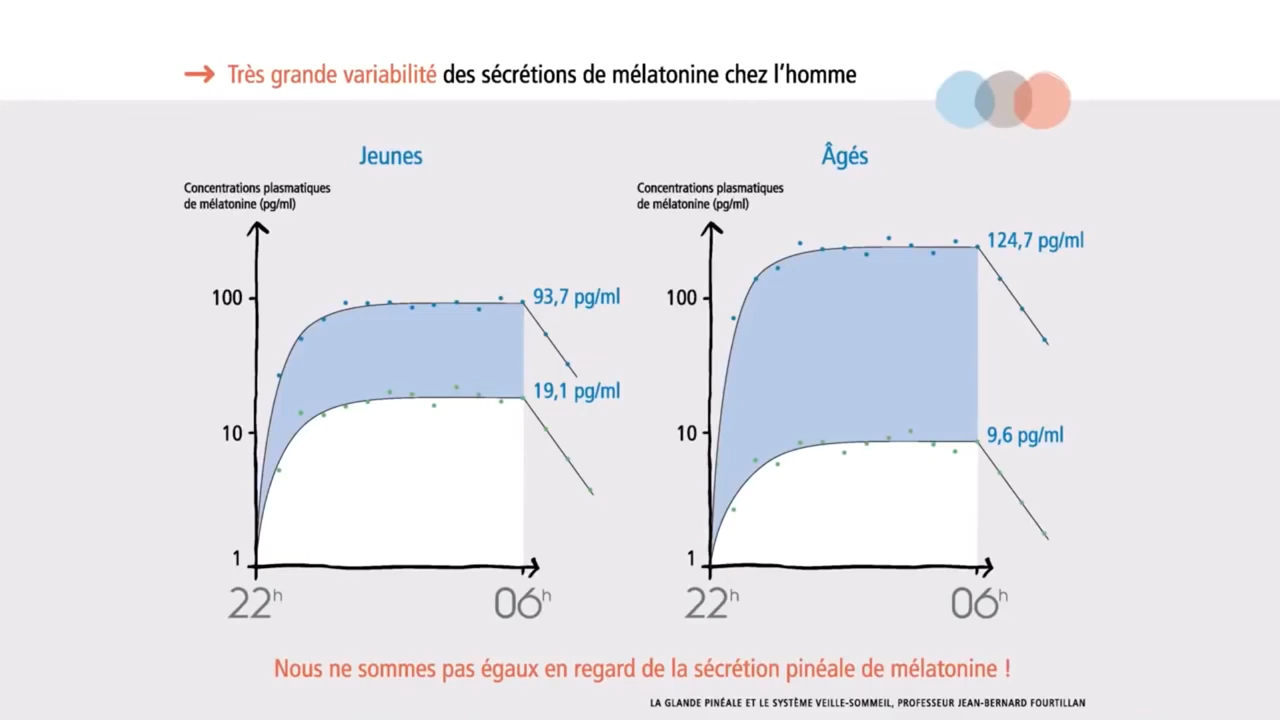 → Très grande variabilité des sécrétions de mélatonine chez l'homme
Jeunes
Concentrations plasmatiques
de mélatonine (pg/ml)
100
10
1
93,7 pg/ml
19,1 pg/ml
22h
06h
Âgés
Concentrations plasmatiques
de mélatonine (pg/ml)
100
10
1
124,7 pg/ml
9,6 pg/ml
22h
06h
Nous ne sommes pas égaux en regard de la sécrétion pinéale de mélatonine !
LA GLANDE PINÉALE ET LE SYSTÈME VEILLE-SOMMEIL, PROFESSEUR JEAN-BERNARD FOURTILLAN